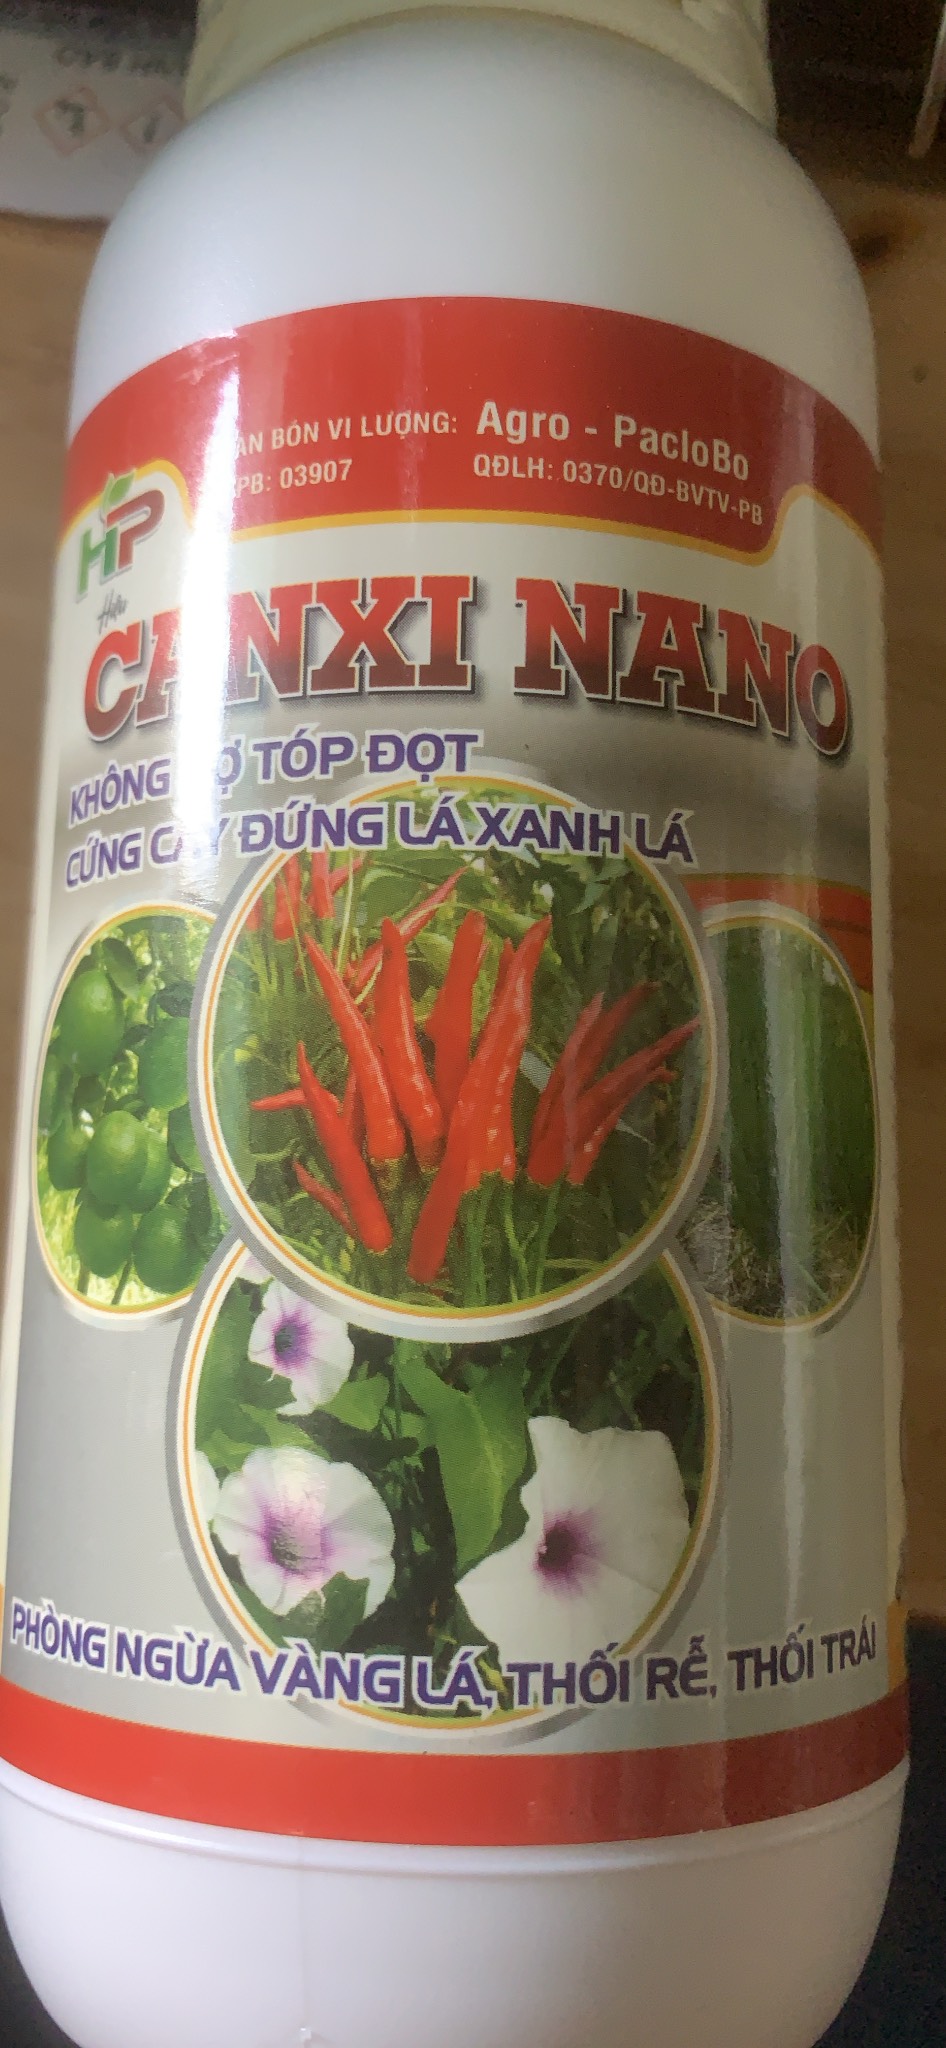 BÓN VI LƯỢNG: Agro - PacloBo
03907 QĐLH: 0370/QĐ-BVTV-PB
HP
CANXI NANO
KHÔNG TÓP ĐỌT
CỨNG CÂY ĐỨNG LÁ XANH LÁ
PHÒNG NGỪA VÀNG LÁ, THỐI RỄ, THỐI TRÁI